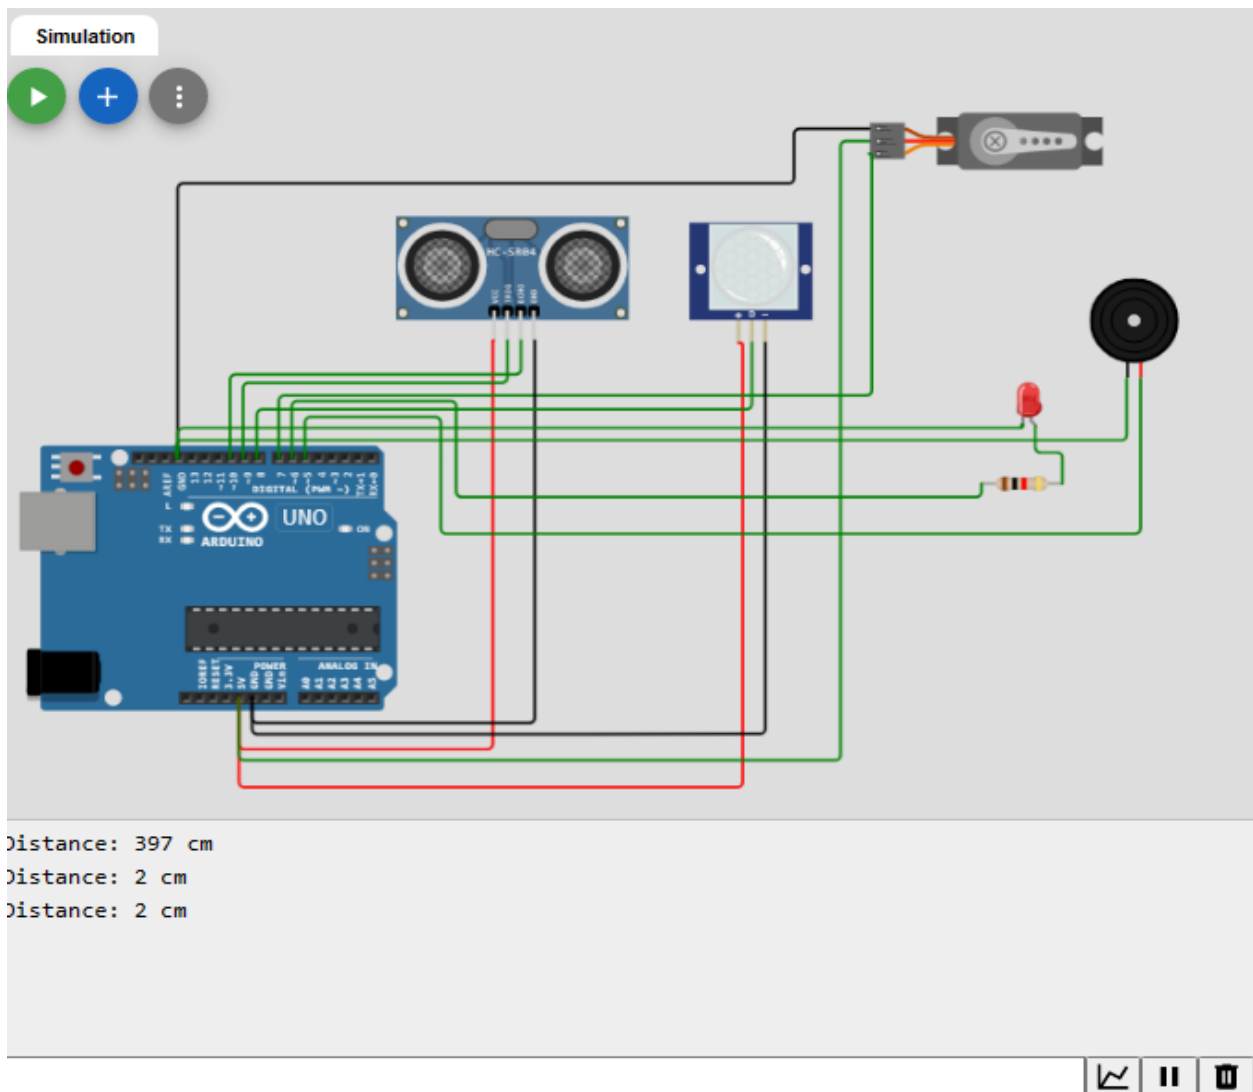 Simulation
HC-SR04
VCC
TRIG
ECHO
GND
+
D
-
AREF
GND
13
12
~11
~10
~9
8
7
~6
~5
4
~3
2
TX→1
RX←0
DIGITAL (PWM ~)
L
TX
RX
UNO
ON
ARDUINO
IOREF
RESET
3.3V
5V
GND
GND
Vin
POWER
ANALOG IN
A0
A1
A2
A3
A4
A5
Distance: 397 cm
Distance: 2 cm
Distance: 2 cm